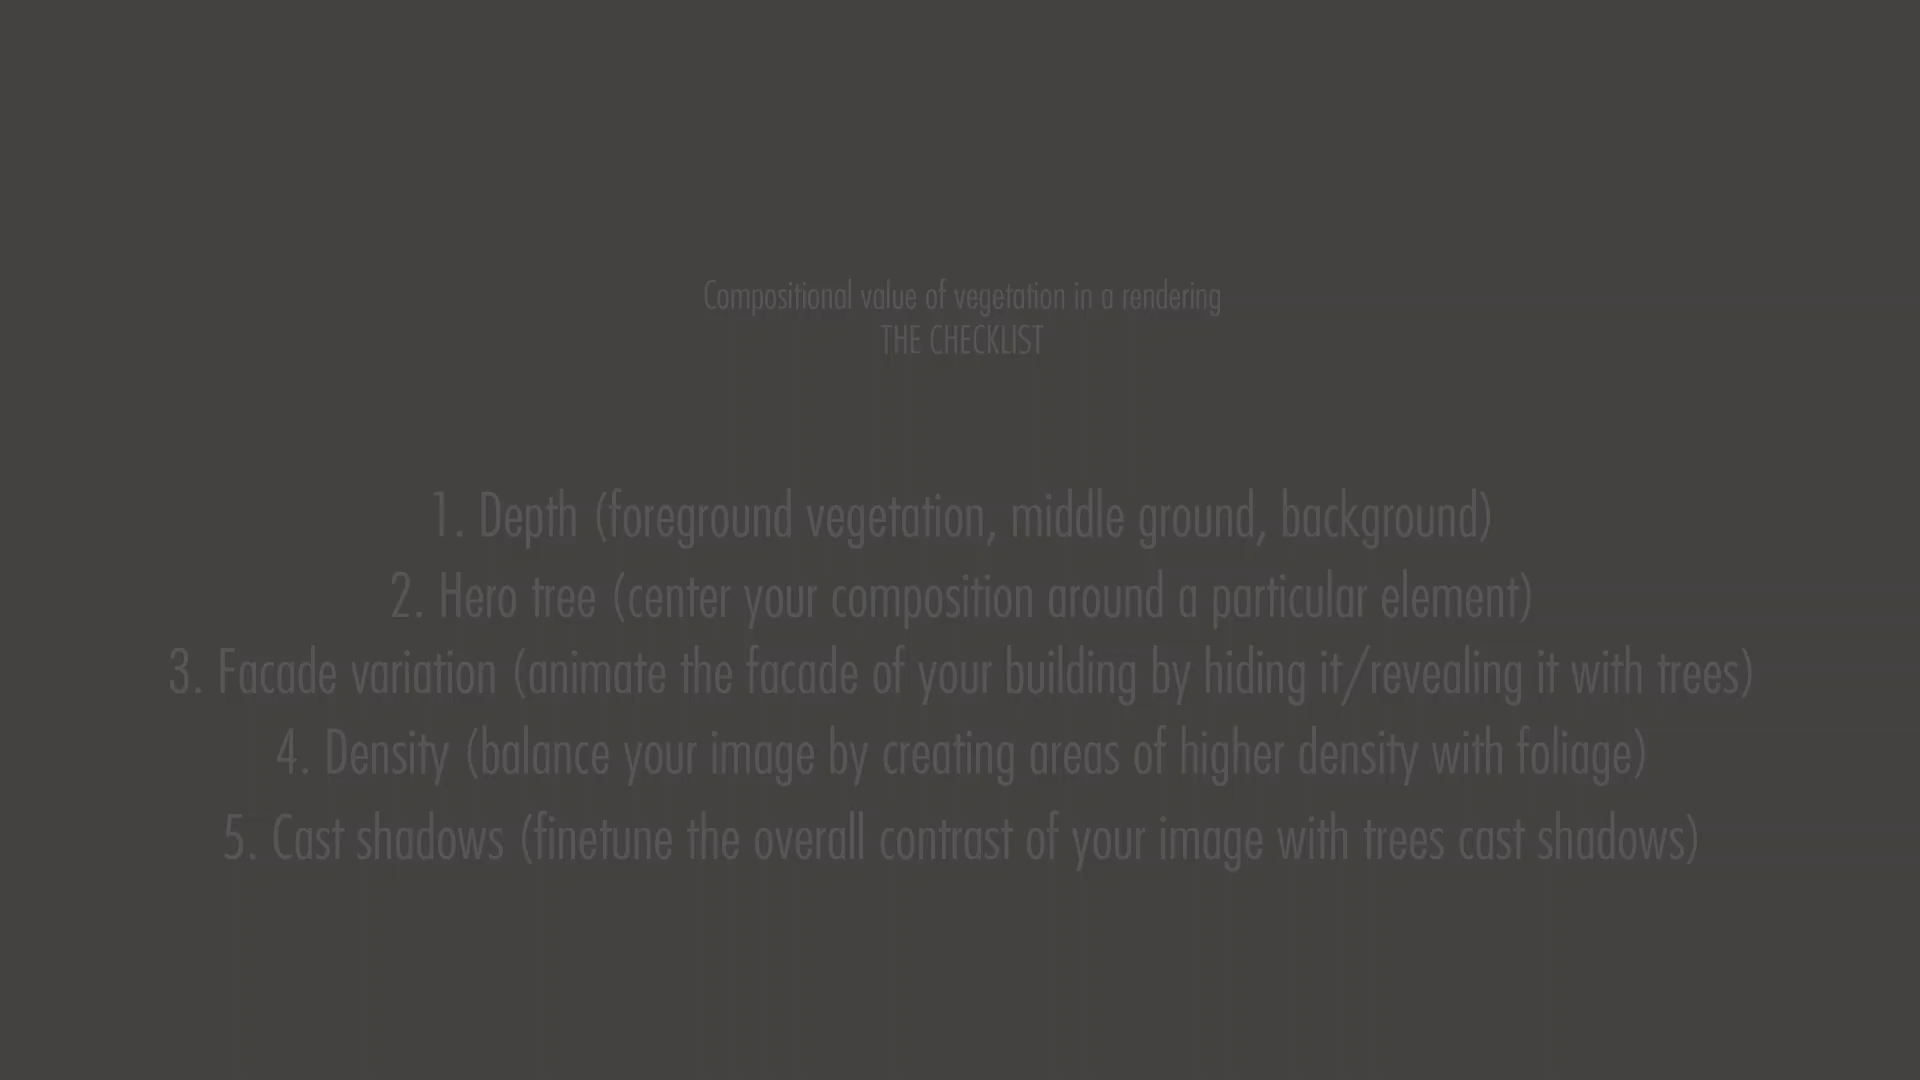 Compositional value of vegetation in a rendering
THE CHECKLIST
1. Depth (foreground vegetation, middle ground, background)
2. Hero tree (center your composition around a particular element)
3. Facade variation (animate the facade of your building by hiding it/revealing it with trees)
4. Density (balance your image by creating areas of higher density with foliage)
5. Cast shadows (finetune the overall contrast of your image with trees cast shadows)